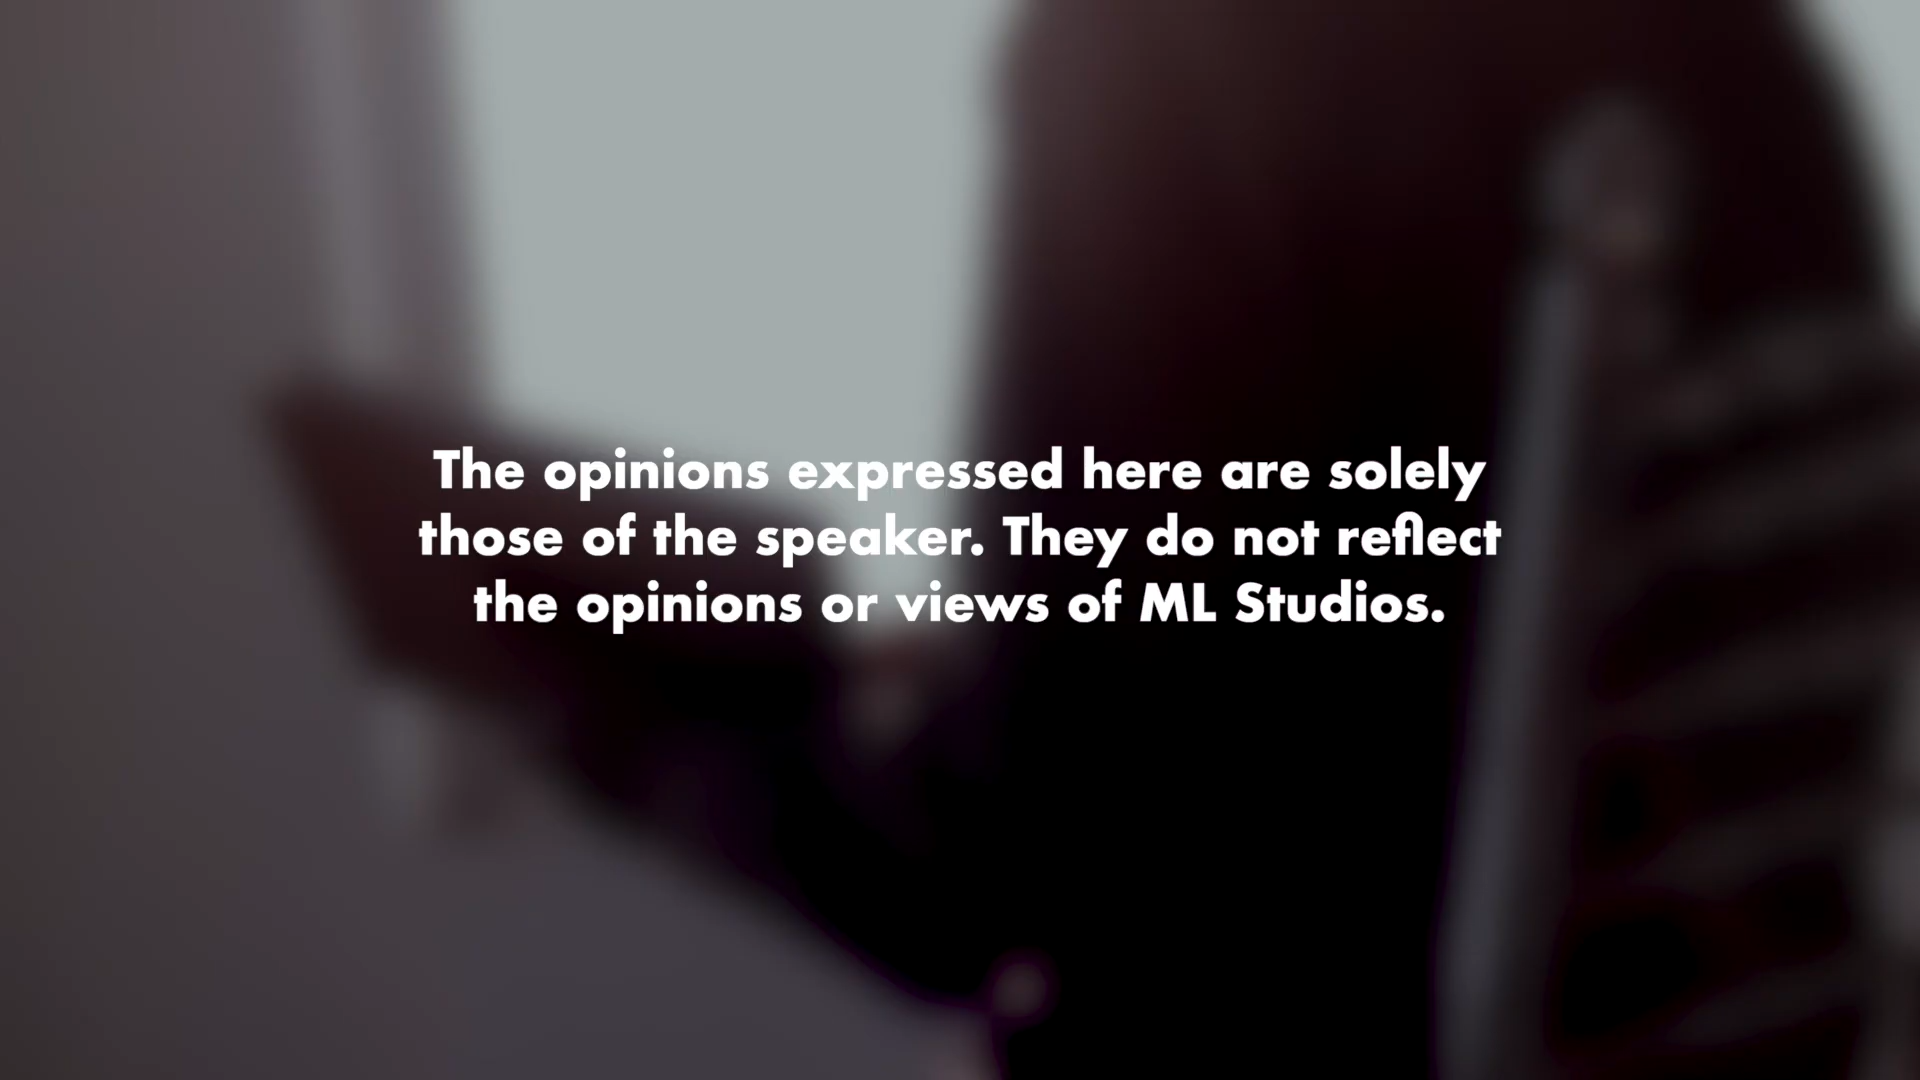 The opinions expressed here are solely
those of the speaker. They do not reflect
the opinions or views of ML Studios.